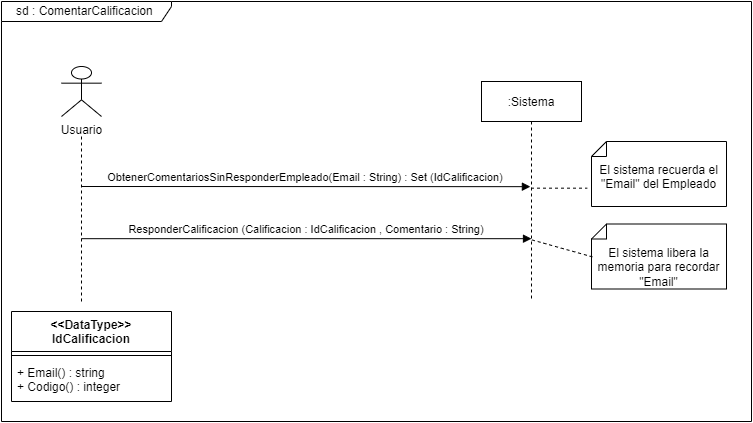 sd : ComentarCalificacion
Usuario
:Sistema
ObtenerComentariosSinResponderEmpleado(Email : String) : Set (IdCalificacion)
El sistema recuerda el
"Email" del Empleado
ResponderCalificacion (Calificacion : IdCalificacion , Comentario : String)
El sistema libera la
memoria para recordar
"Email"
<<DataType>>
IdCalificacion
+ Email() : string
+ Codigo() : integer